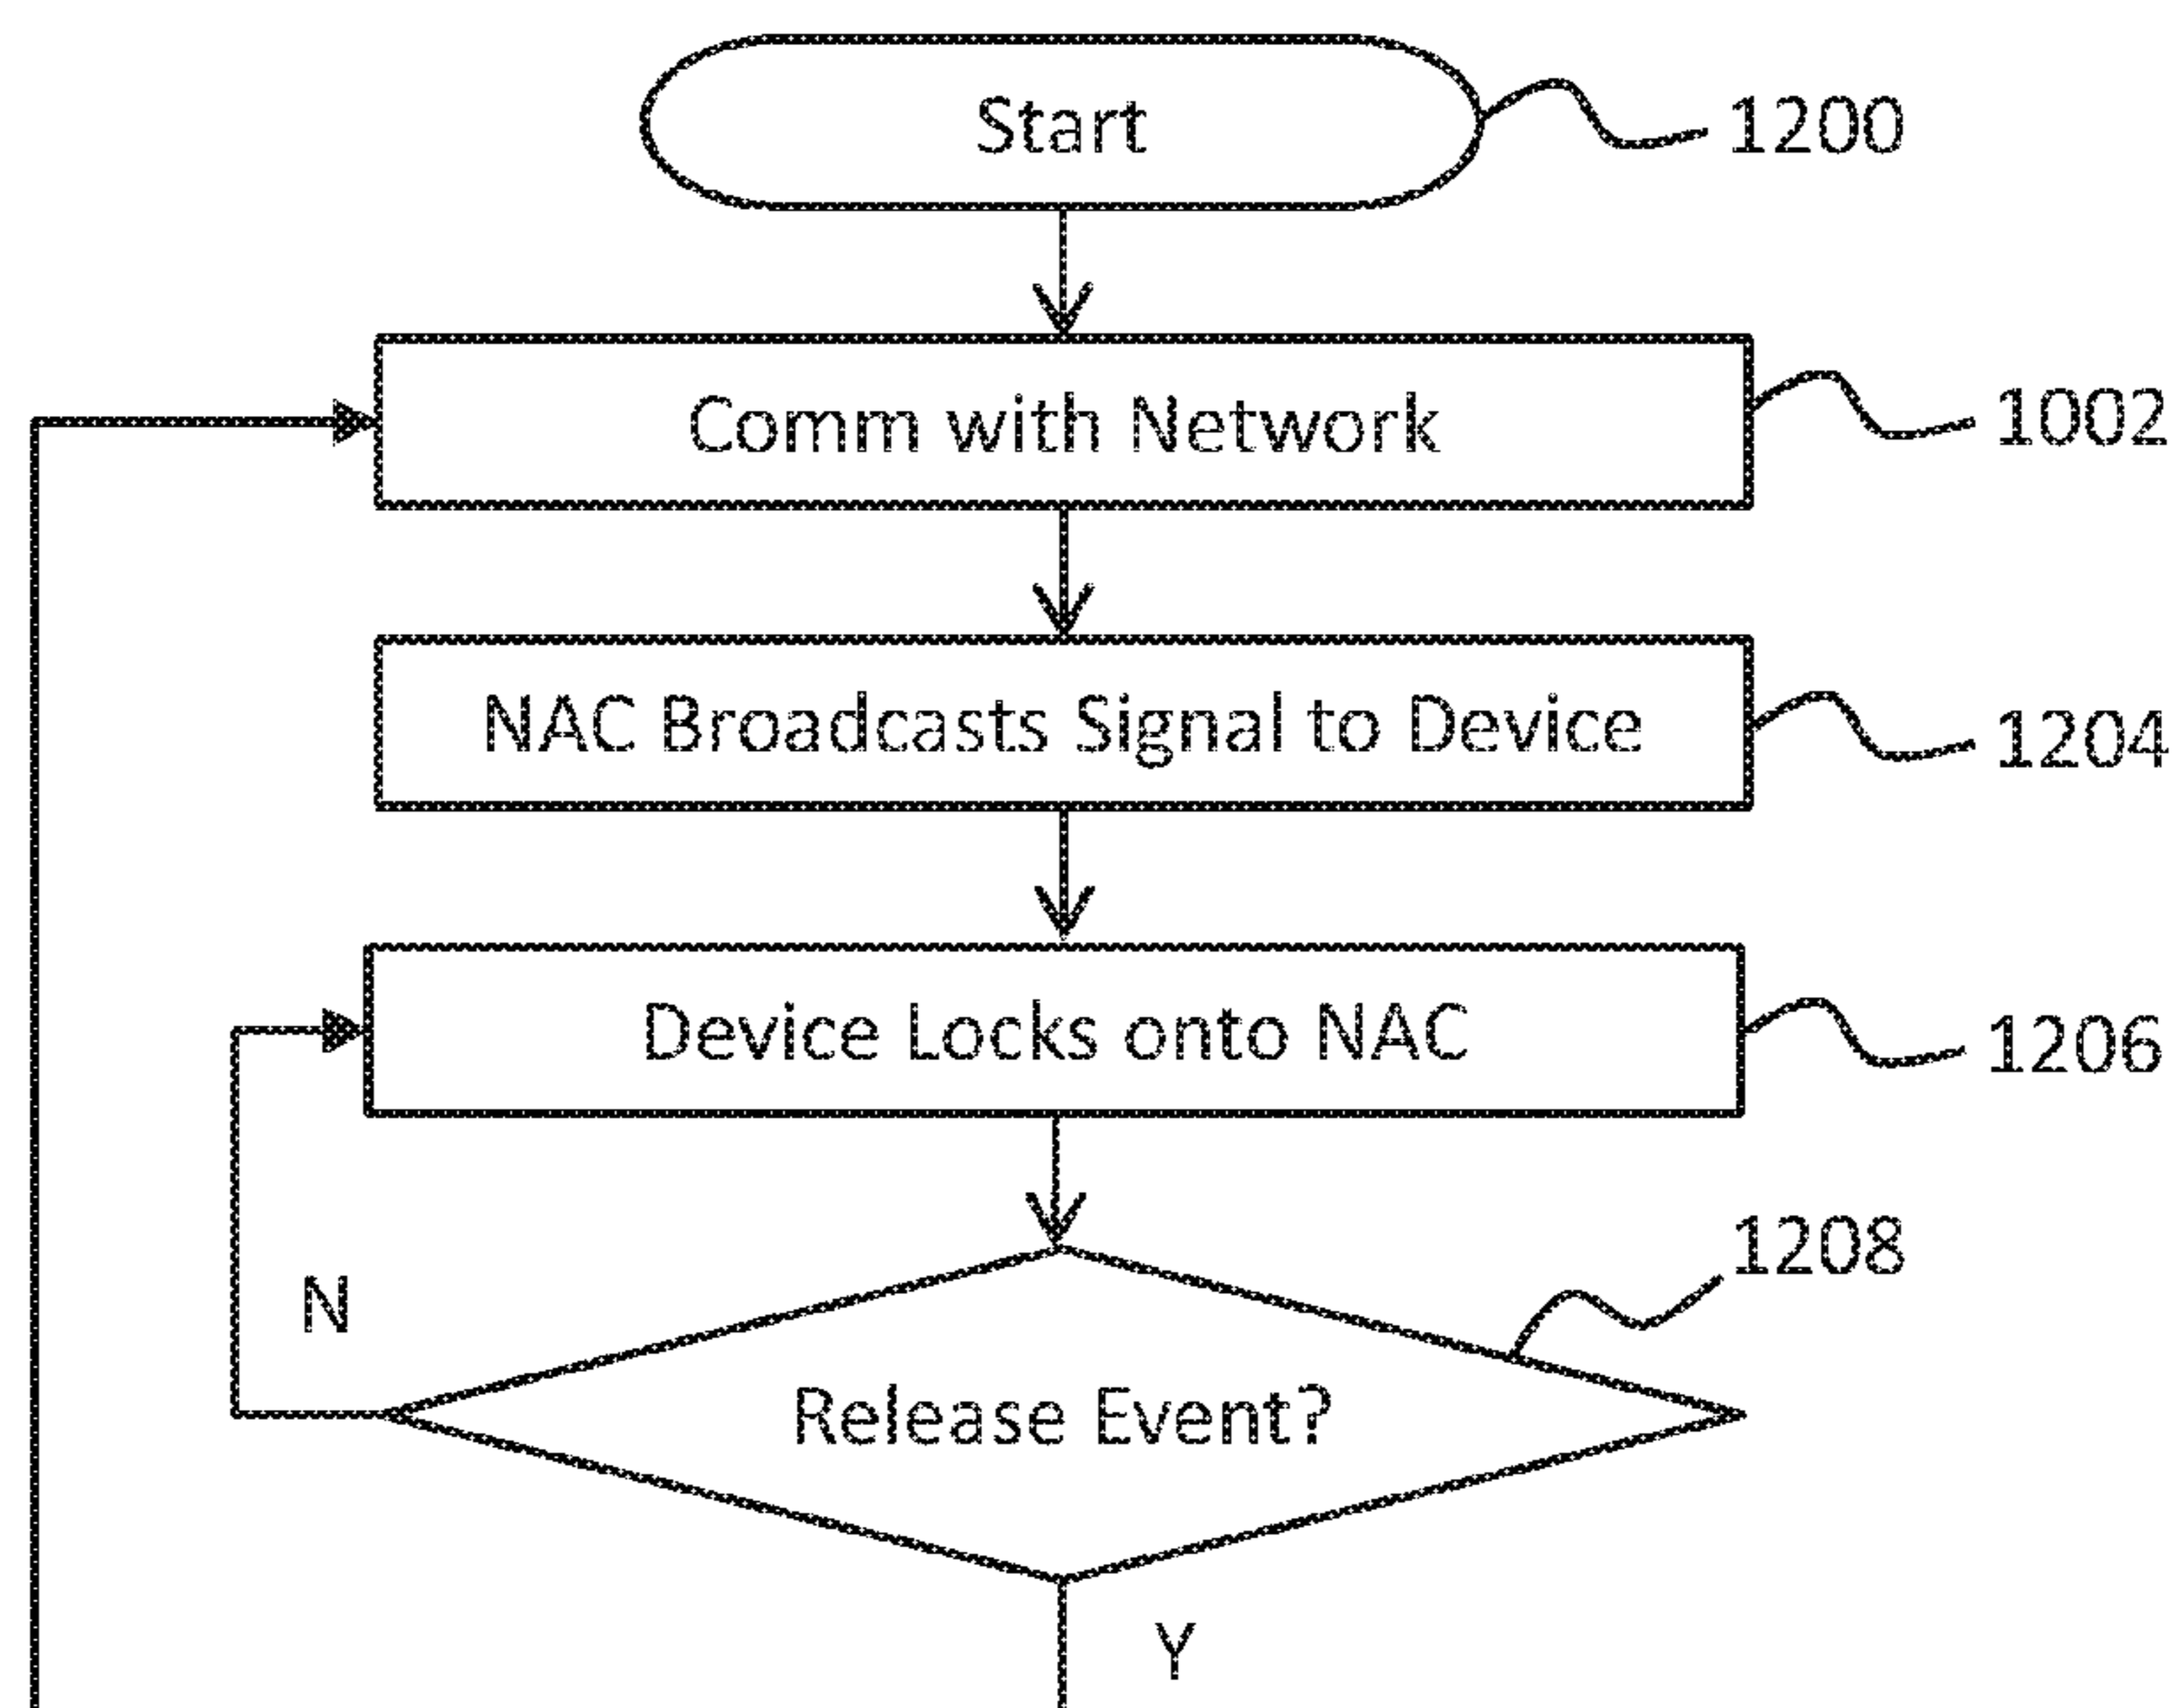 Start
1200
Comm with Network
1002
NAC Broadcasts Signal to Device
1204
Device Locks onto NAC
1206
1208
N
Release Event?
Y